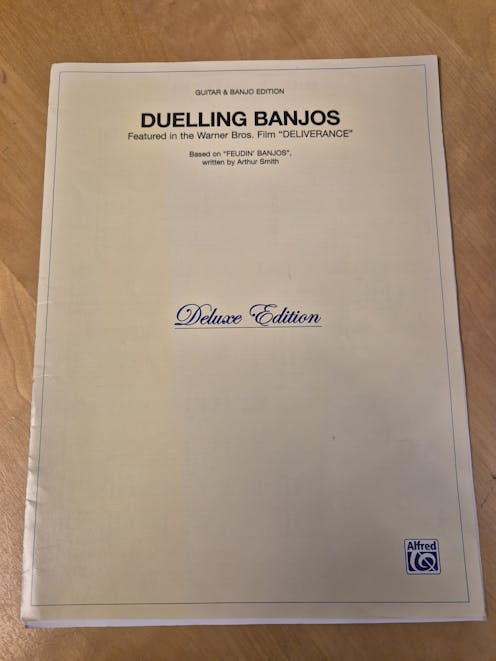 GUITAR & BANJO EDITION
DUELLING BANJOS
Featured in the Warner Bros. Film "DELIVERANCE"
Based on "FEUDIN' BANJOS",
written by Arthur Smith
Deluxe Edition
Alfred